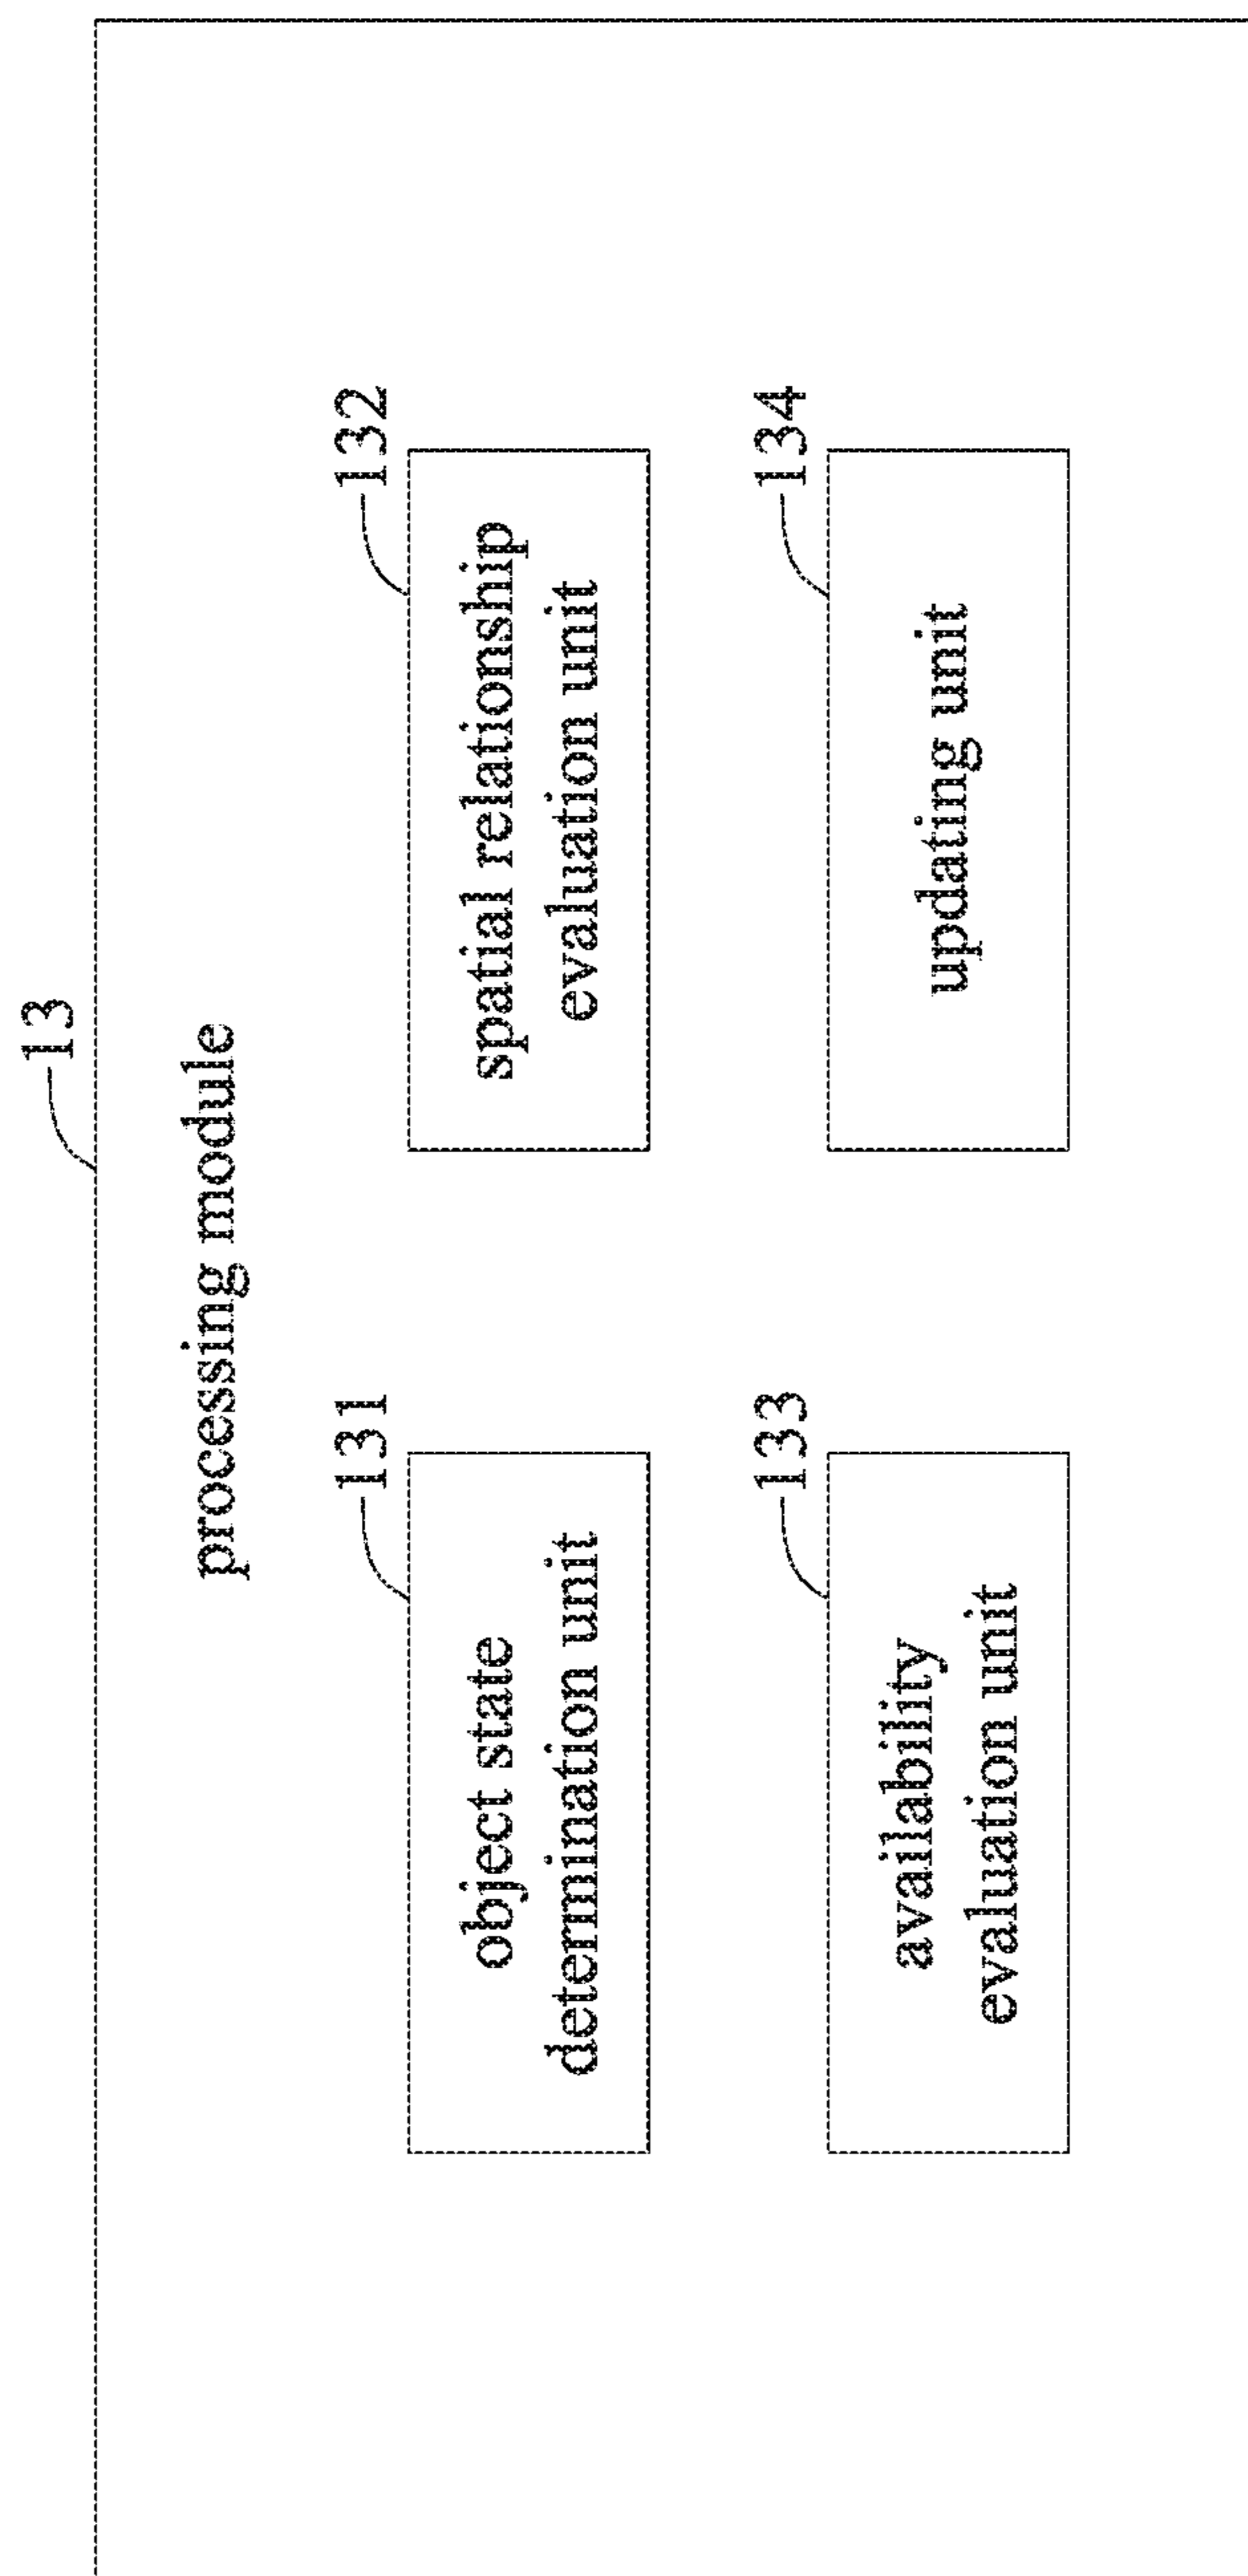 13
processing module
131
object state
determination unit
132
spatial relationship
evaluation unit
133
availability
evaluation unit
134
updating unit